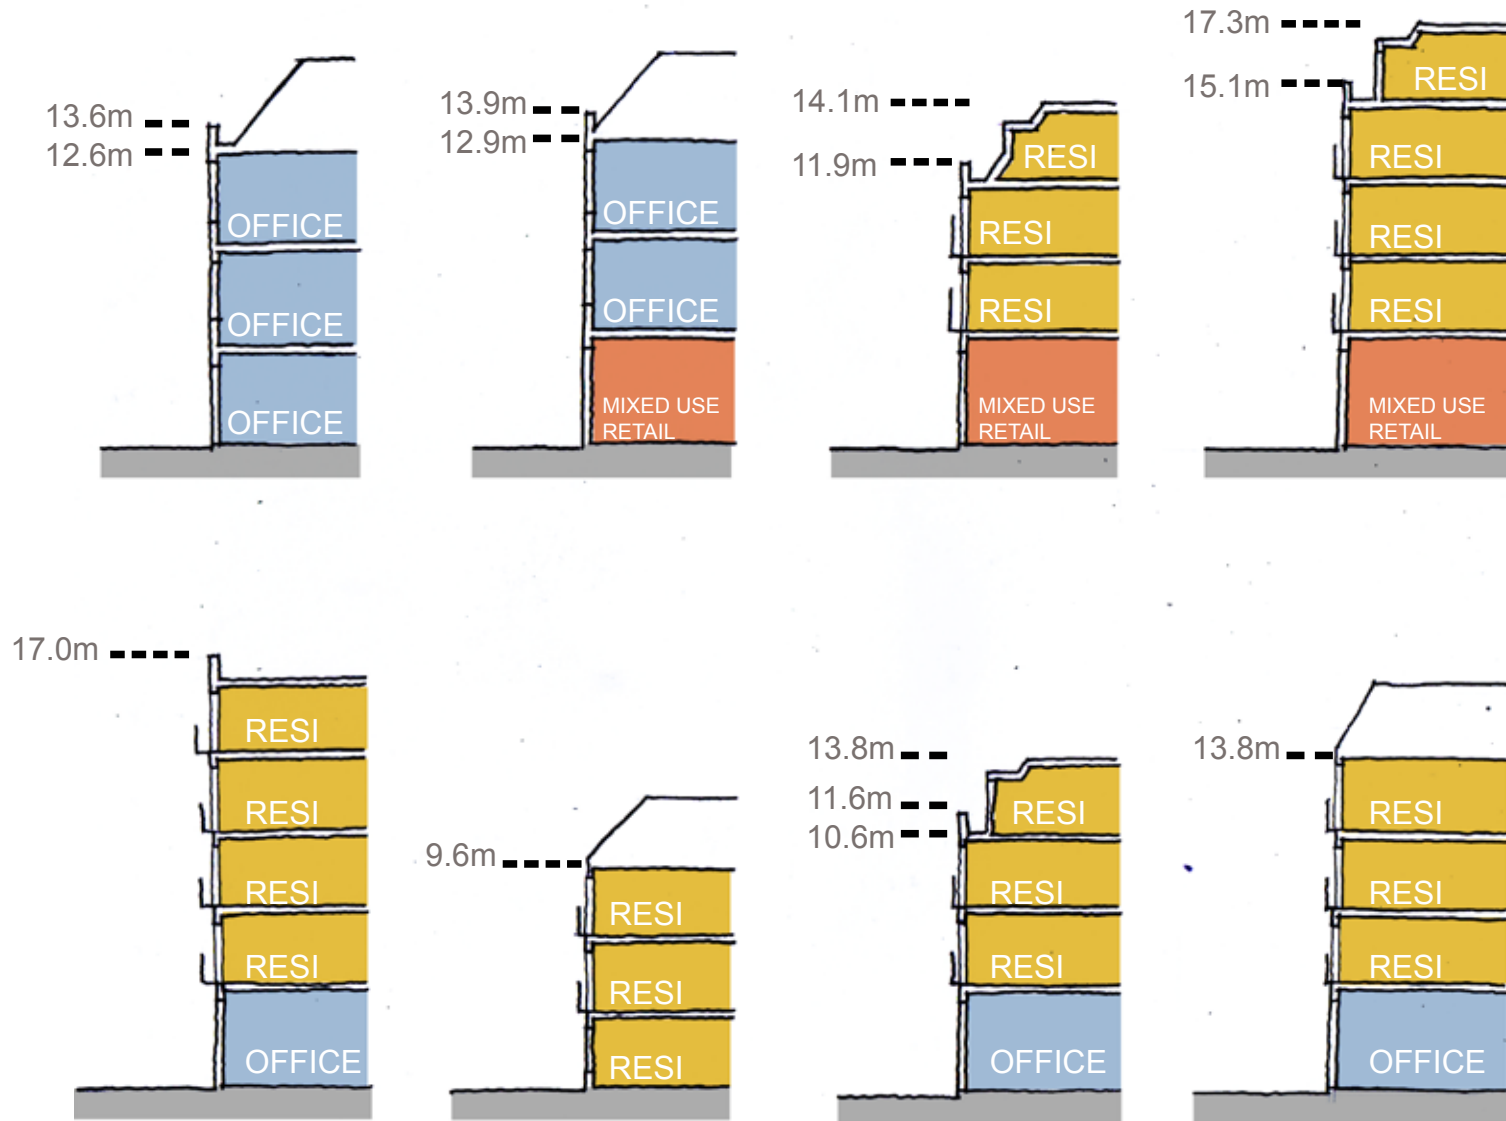 13.6m
12.6m
OFFICE
OFFICE
OFFICE
13.9m
12.9m
OFFICE
OFFICE
MIXED USE
RETAIL
14.1m
11.9m
RESI
RESI
RESI
MIXED USE
RETAIL
17.3m
15.1m
RESI
RESI
RESI
RESI
MIXED USE
RETAIL
17.0m
RESI
RESI
RESI
RESI
OFFICE
9.6m
RESI
RESI
RESI
13.8m
11.6m
10.6m
RESI
RESI
RESI
OFFICE
13.8m
RESI
RESI
RESI
OFFICE